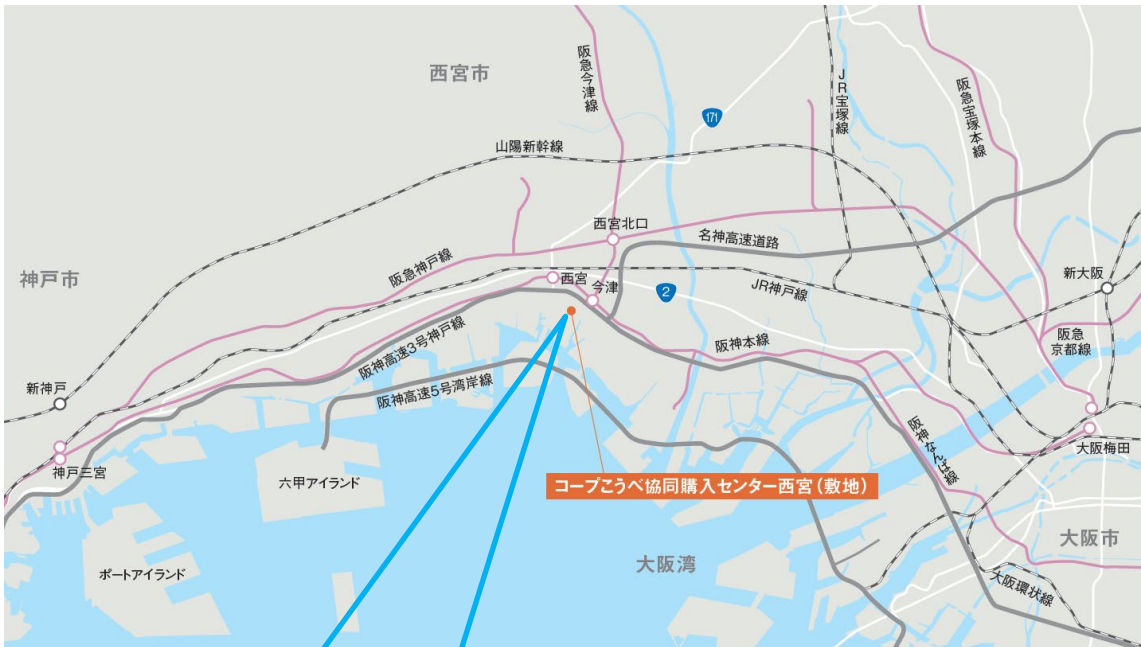 西宮市
阪急今津線
171
JR宝塚線
阪急宝塚本線
山陽新幹線
西宮北口
名神高速道路
神戸市
阪急神戸線
西宮
今津
2
JR神戸線
新大阪
阪神高速3号神戸線
阪神本線
阪急
京都線
新神戸
阪神高速5号湾岸線
神戸三宮
阪神なんば線
大阪梅田
六甲アイランド
コープこうべ協同購入センター西宮(敷地)
大阪市
大阪湾
ポートアイランド
大阪環状線